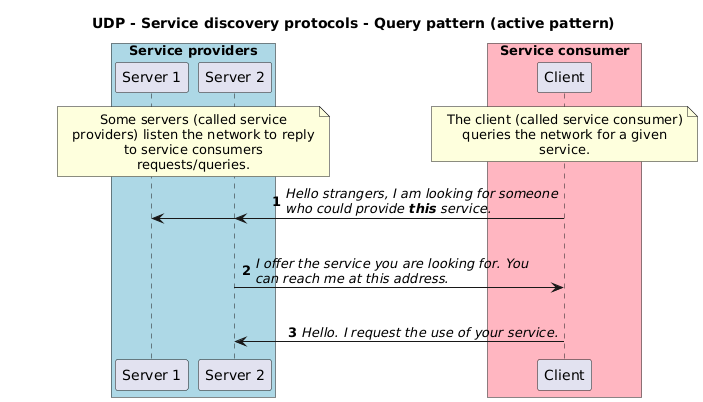 UDP - Service discovery protocols - Query pattern (active pattern)
Service providers
Service consumer
Server 1
Server 2
Client
Some servers (called service
providers) listen the network to reply
to service consumers
requests/queries.
The client (called service consumer)
queries the network for a given
service.
1 Hello strangers, I am looking for someone
who could provide this service.
2 I offer the service you are looking for. You
can reach me at this address.
3 Hello. I request the use of your service.
Server 1
Server 2
Client